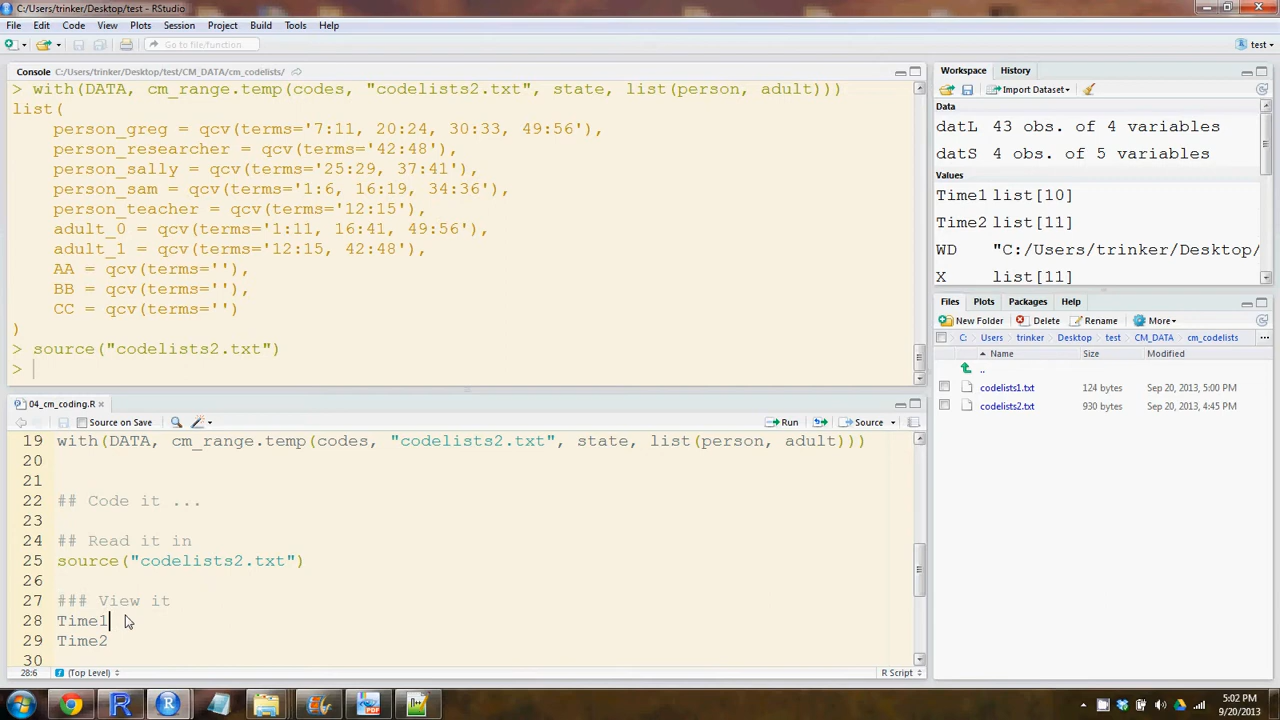 C:/Users/trinker/Desktop/test - RStudio
File Edit Code View Plots Session Project Build Tools Help
Go to file/function
test
Console C:/Users/trinker/Desktop/test/CM_DATA/cm_codelists/
> with(DATA, cm_range.temp(codes, "codelists2.txt", state, list(person, adult)))
list(
person_greg = qcv(terms='7:11, 20:24, 30:33, 49:56'),
person_researcher = qcv(terms='42:48'),
person_sally = qcv(terms='25:29, 37:41'),
person_sam = qcv(terms='1:6, 16:19, 34:36'),
person_teacher = qcv(terms='12:15'),
adult_0 = qcv(terms='1:11, 16:41, 49:56'),
adult_1 = qcv(terms='12:15, 42:48'),
AA = qcv(terms=''),
BB = qcv(terms=''),
CC = qcv(terms='')
)
> source("codelists2.txt")
>
04_cm_coding.R
Source on Save Run Source
19 with(DATA, cm_range.temp(codes, "codelists2.txt", state, list(person, adult)))
20
21
22 ## Code it ...
23
24 ## Read it in
25 source("codelists2.txt")
26
27 ### View it
28 Time1
29 Time2
30
28:6 (Top Level) R Script
Workspace History
Import Dataset
Data
datL 43 obs. of 4 variables
datS 4 obs. of 5 variables
Values
Time1 list[10]
Time2 list[11]
WD "C:/Users/trinker/Desktop/
X list[11]
Files Plots Packages Help
New Folder Delete Rename More
C: Users trinker Desktop test CM_DATA cm_codelists ...
Name Size Modified
..
codelists1.txt 124 bytes Sep 20, 2013, 5:00 PM
codelists2.txt 930 bytes Sep 20, 2013, 4:45 PM
5:02 PM
9/20/2013